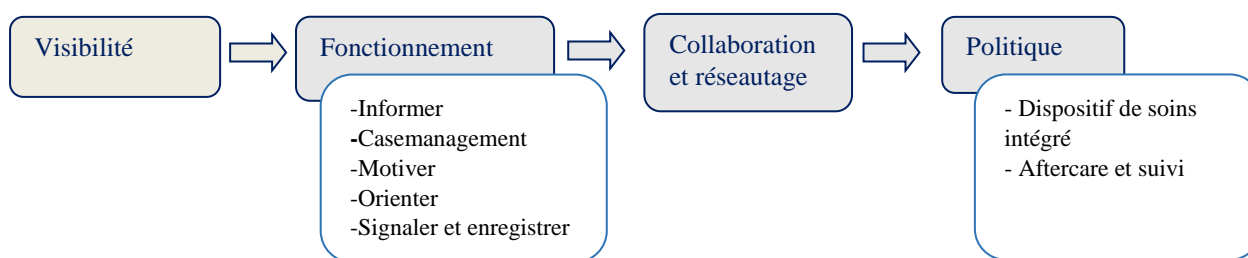 Visibilité
Fonctionnement
-Informer
-Casemanagement
-Motiver
-Orienter
-Signaler et enregistrer
Collaboration
et réseautage
Politique
- Dispositif de soins
intégré
- Aftercare et suivi